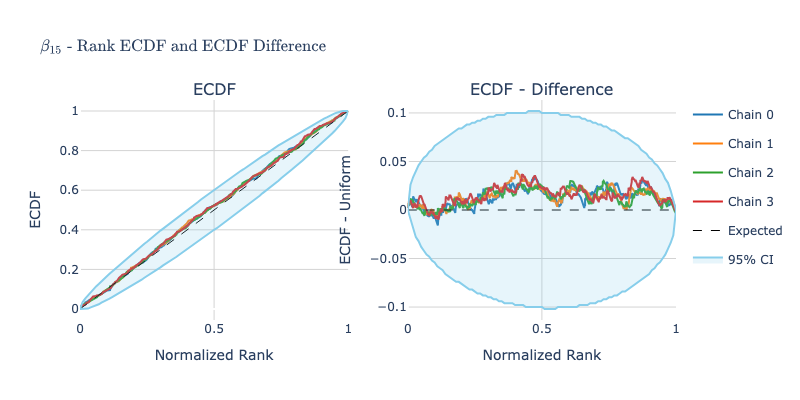 β₁₅ - Rank ECDF and ECDF Difference
ECDF
ECDF - Difference
ECDF
1
0.8
0.6
0.4
0.2
0
0
0.5
1
Normalized Rank
ECDF - Uniform
0.1
0.05
0
−0.05
−0.1
0
0.5
1
Normalized Rank
Chain 0
Chain 1
Chain 2
Chain 3
Expected
95% CI